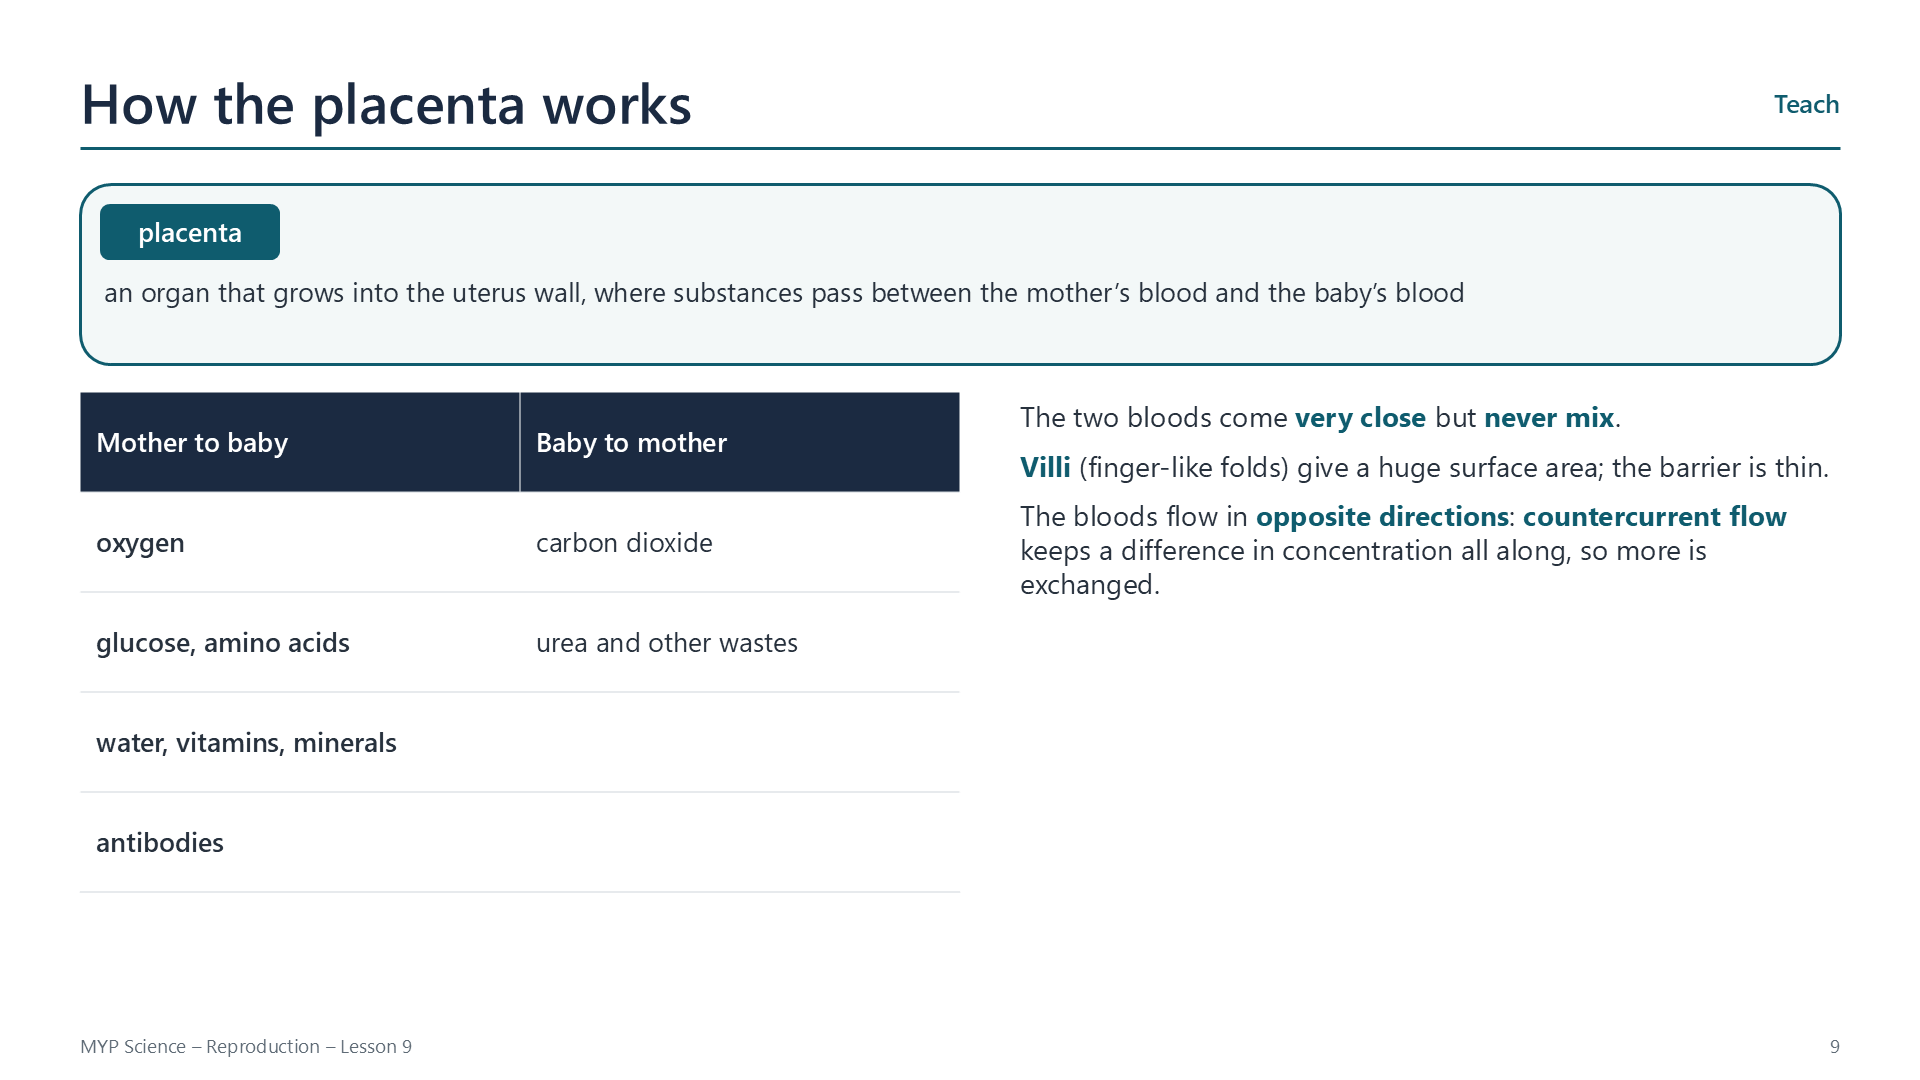 How the placenta works
Teach
placenta
an organ that grows into the uterus wall, where substances pass between the mother’s blood and the baby’s blood
Mother to baby
Baby to mother
oxygen
carbon dioxide
glucose, amino acids
urea and other wastes
water, vitamins, minerals
antibodies
The two bloods come very close but never mix.
Villi (finger-like folds) give a huge surface area; the barrier is thin.
The bloods flow in opposite directions: countercurrent flow
keeps a difference in concentration all along, so more is
exchanged.
MYP Science – Reproduction – Lesson 9
9